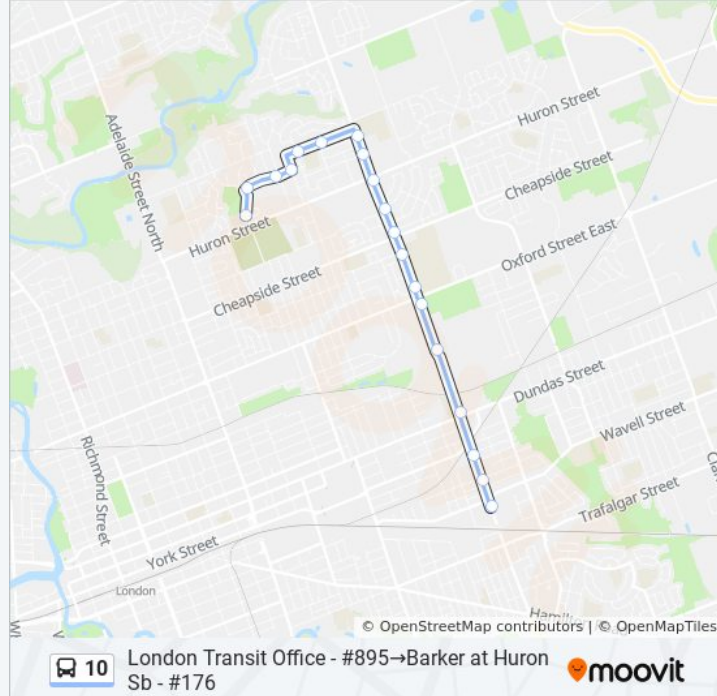 Huron Street
Cheapside Street
Adelaide Street North
Oxford Street East
Huron Street
Cheapside Street
Dundas Street
Wavell Street
Richmond Street
Trafalgar Street
York Street
London
© OpenStreetMap contributors | © OpenMapTiles
10
London Transit Office - #895→Barker at Huron
Sb - #176
moovit